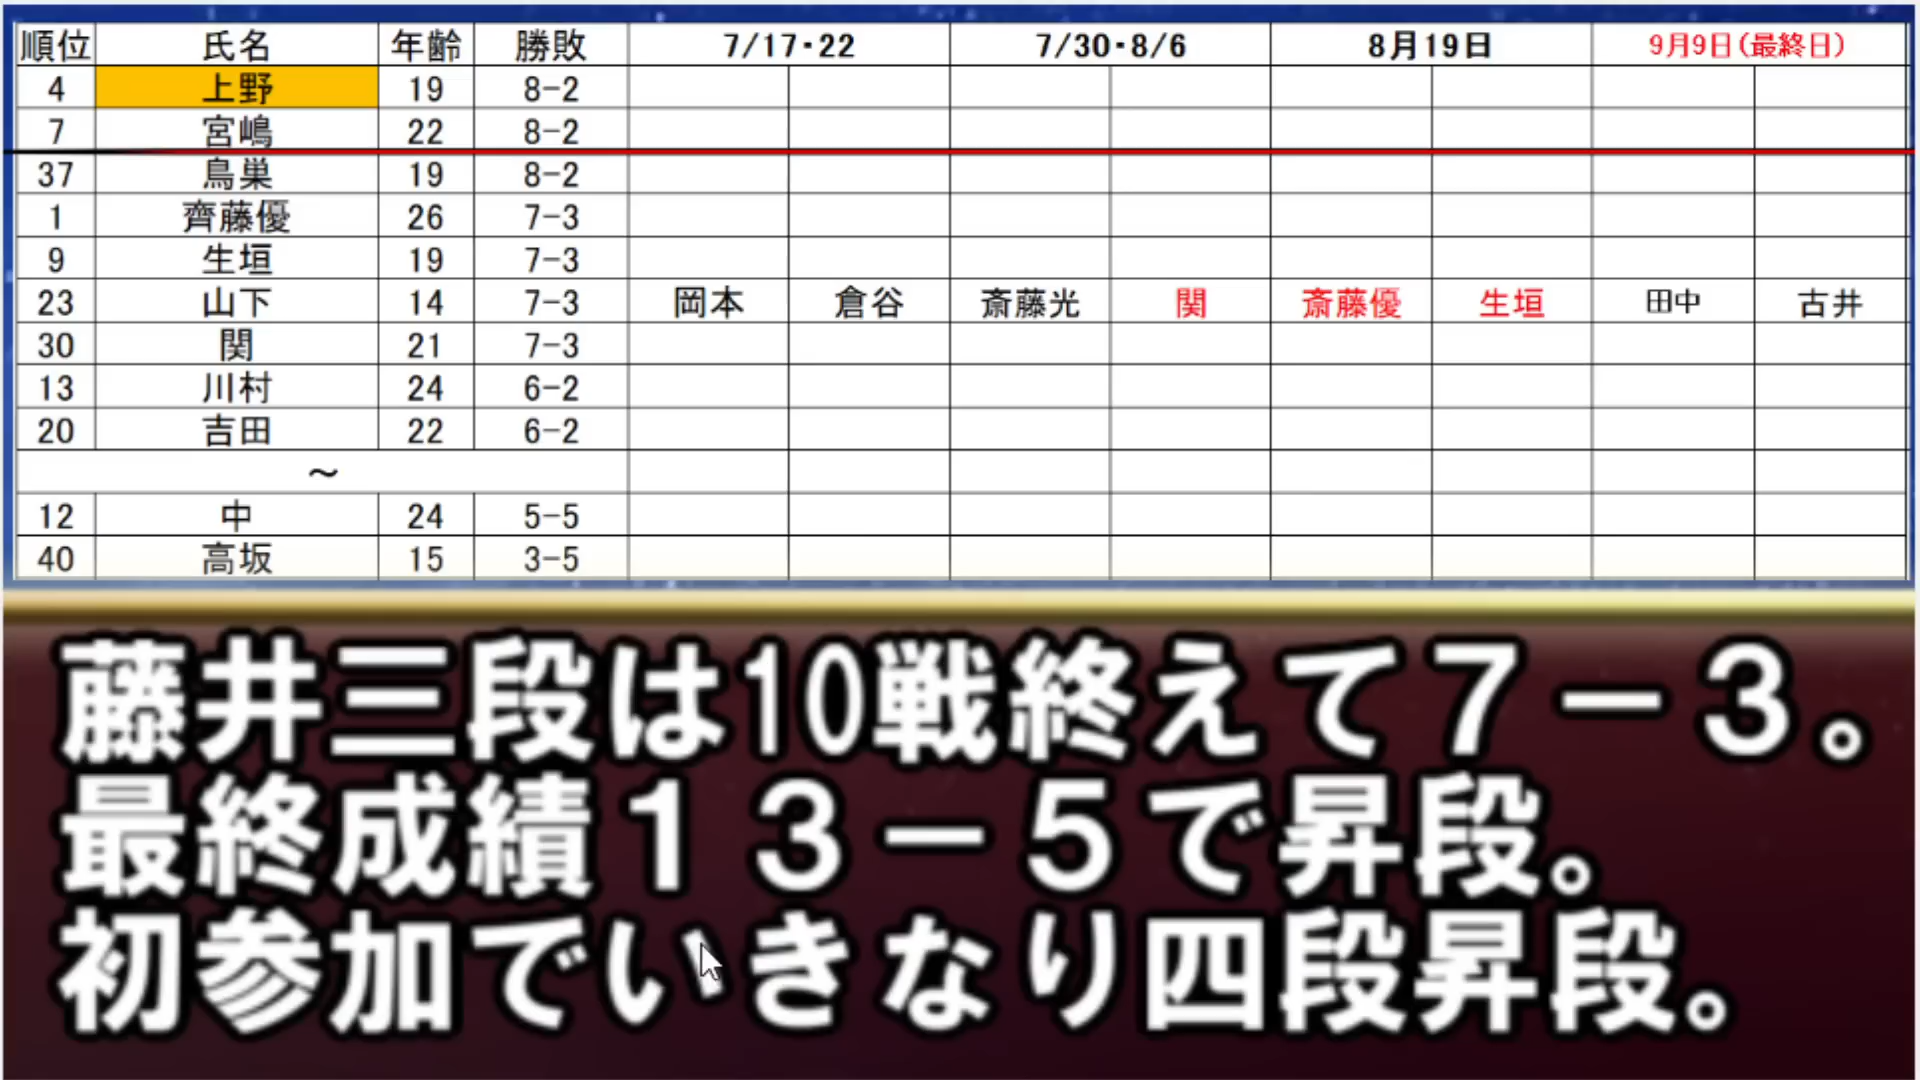 順位 氏名 年齢 勝敗 7/17・22 7/30・8/6 8月19日 9月9日(最終日)
4 上野 19 8-2
7 宮嶋 22 8-2
37 鳥巣 19 8-2
1 齊藤優 26 7-3
9 生垣 19 7-3
23 山下 14 7-3 岡本 倉谷 斎藤光 関 斎藤優 生垣 田中 古井
30 関 21 7-3
13 川村 24 6-2
20 吉田 22 6-2
～
12 中 24 5-5
40 高坂 15 3-5
藤井三段は10戦終えて７－３。
最終成績１３－５で昇段。
初参加でいきなり四段昇段。